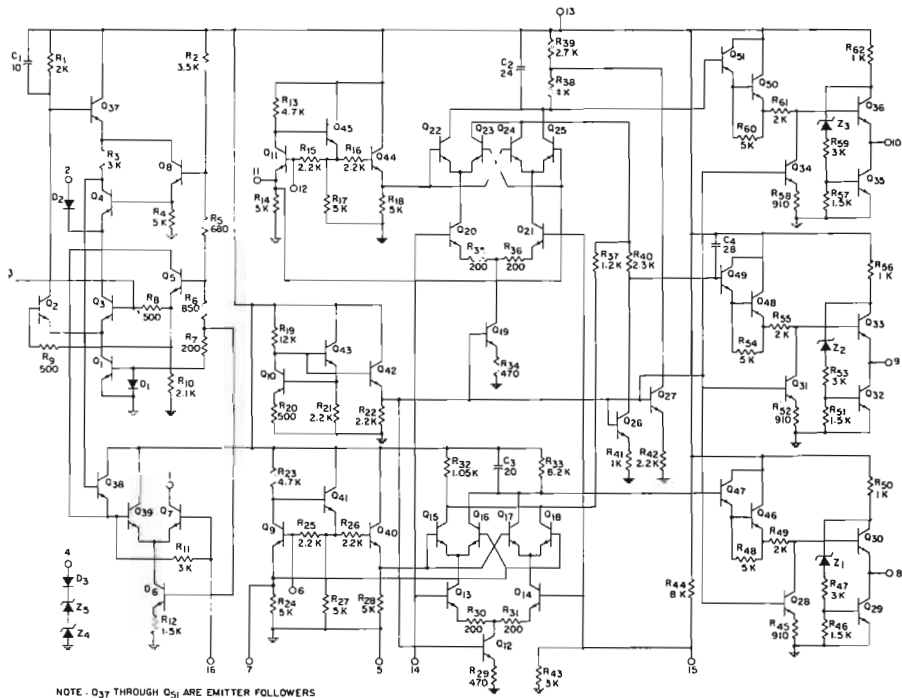 13
C1
10
R1
2K
R2
3.5K
Q37
R3
3K
Q8
2
D2
Q4
R4
5K
R5
680
3
Q5
Q2
Q3
R8
500
R6
850
R7
200
R9
500
Q1
D1
R10
2.1K
R13
4.7K
Q45
Q11
R15
2.2K
R16
2.2K
Q44
11
12
R14
5K
R17
5K
R18
5K
R39
2.7K
C2
24
R38
Q22
Q23
Q24
Q25
Q20
Q21
R36
200
200
R37
1.2K
R40
2.3K
Q19
R34
470
R19
12K
Q43
Q10
Q42
R20
500
R21
2.2K
R22
2.2K
Q26
Q27
R41
1K
R42
2.2K
Q51
Q50
R62
1K
R61
2K
Q36
R60
5K
Z3
R59
3K
10
Q34
R58
910
R57
1.5K
Q35
C4
28
Q49
Q48
R56
1K
R55
2K
Q33
R54
5K
Z2
R53
3K
9
Q31
R52
910
R51
1.5K
Q32
Q38
Q39
1
Q7
R11
3K
4
D3
Z5
Z4
R12
1.5K
16
R23
4.7K
Q41
Q9
R25
2.2K
R26
2.2K
Q40
6
R24
5K
R27
5K
R28
5K
7
5
R32
1.05K
C3
20
R33
8.2K
Q15
Q16
Q17
Q18
Q13
Q14
R30
200
R31
200
Q12
14
R29
470
R43
3K
R44
8K
15
Q47
Q46
R50
1K
R49
2K
Q30
R48
5K
Z1
R47
3K
8
Q28
R45
910
R46
1.5K
Q29
NOTE - Q37 THROUGH Q51 ARE EMITTER FOLLOWERS